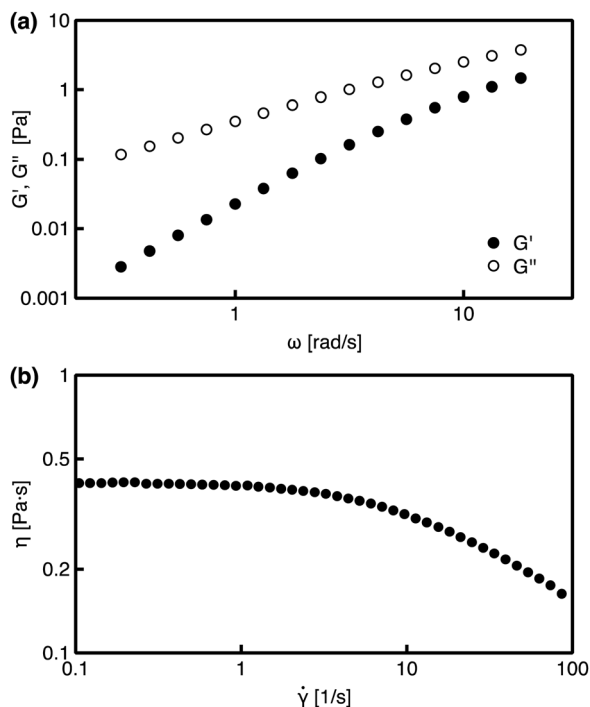 (a)
10
1
0.1
0.01
0.001
G', G'' [Pa]
G'
G''
1
10
ω [rad/s]
(b)
1
0.5
0.2
0.1
η [Pa·s]
0.1
1
10
100
γ̇ [1/s]